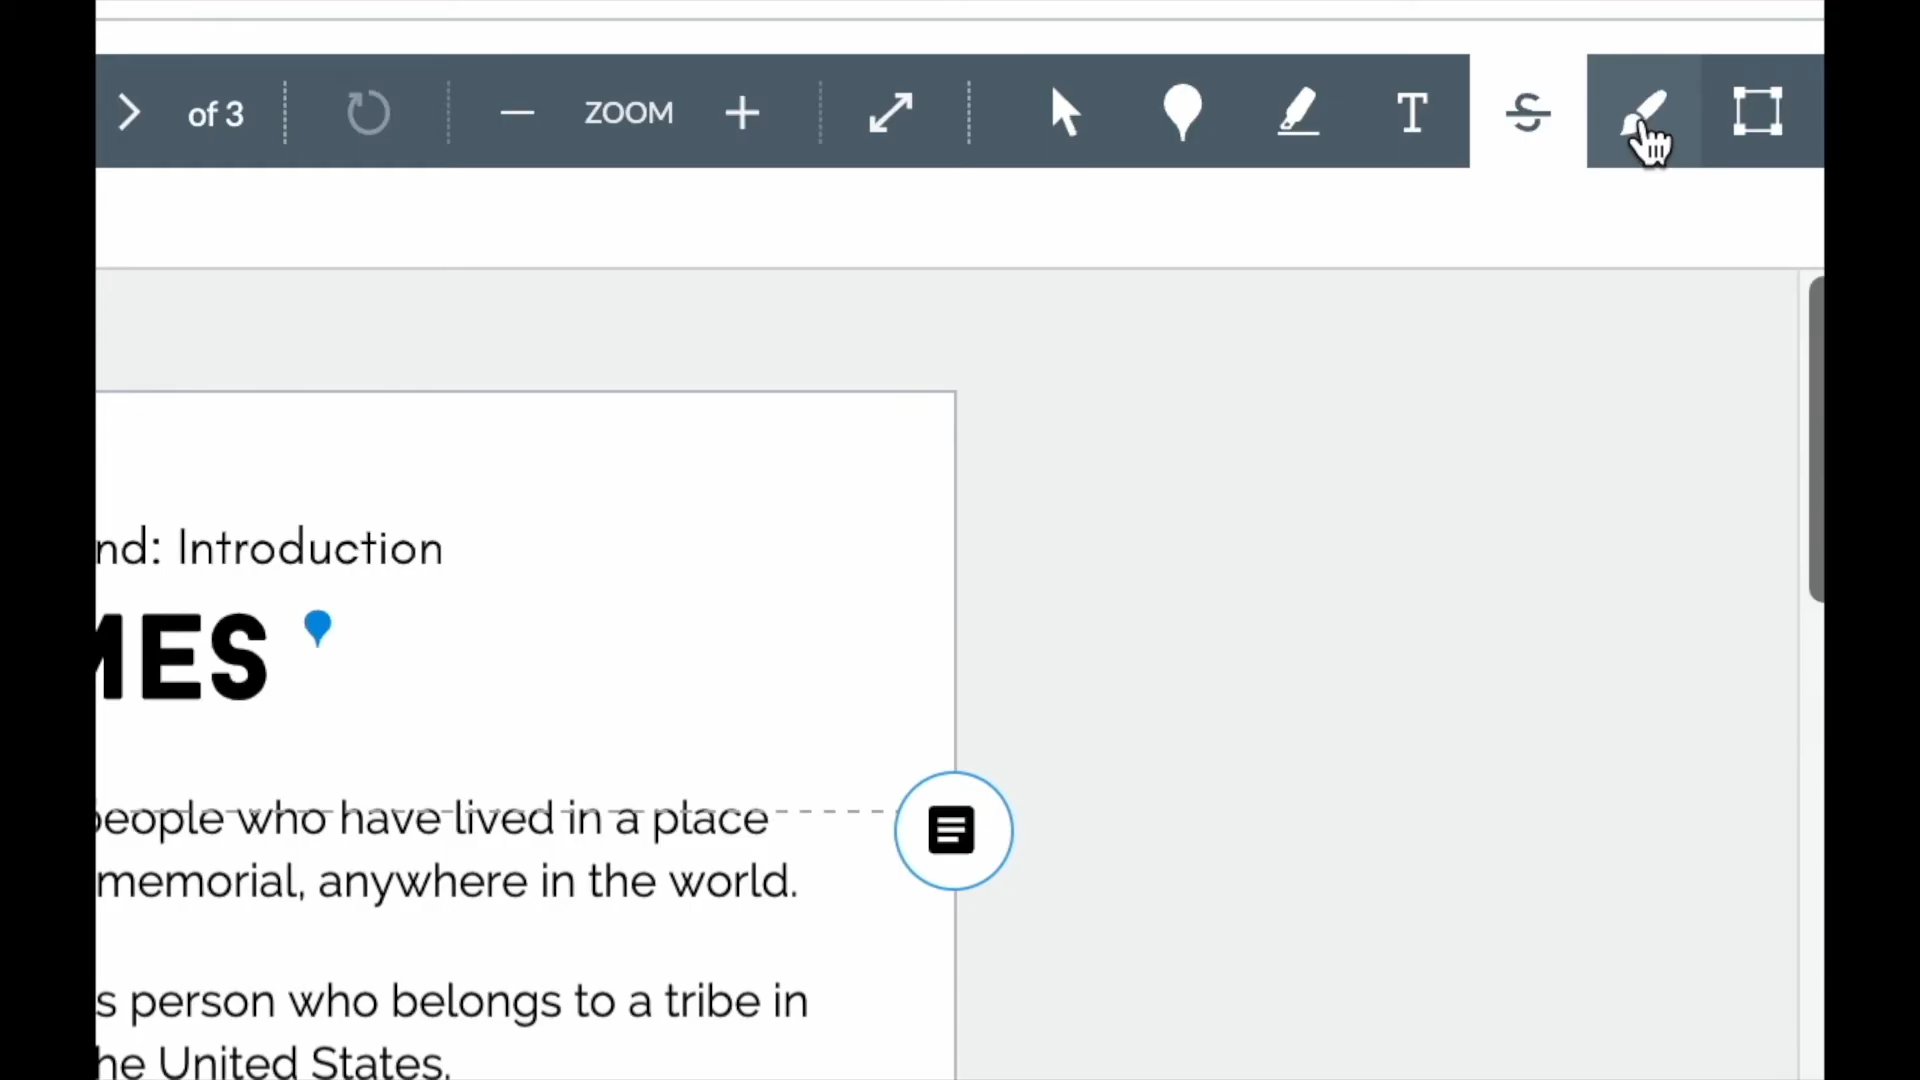 of 3 ZOOM T S
nd: Introduction
MES
people who have lived in a place
memorial, anywhere in the world.
s person who belongs to a tribe in
he United States.